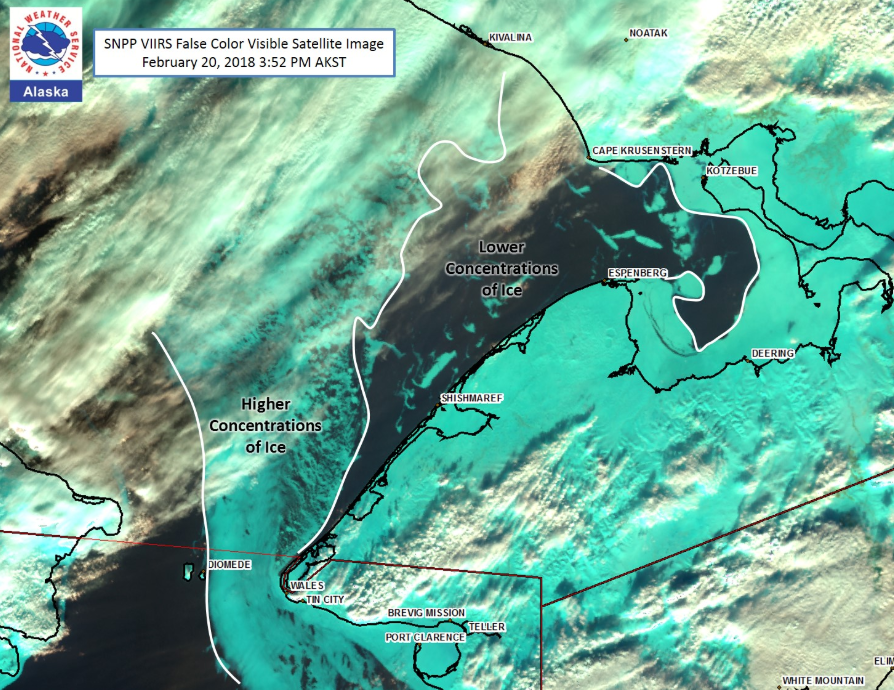 NATIONAL WEATHER SERVICE
Alaska
SNPP VIIRS False Color Visible Satellite Image
February 20, 2018 3:52 PM AKST
KIVALINA
NOATAK
CAPE KRUSENSTERN
KOTZEBUE
Lower
Concentrations
of Ice
ESPENBERG
DEERING
SHISHMAREF
Higher
Concentrations
of Ice
DIOMEDE
WALES
TIN CITY
BREVIG MISSION
TELLER
PORT CLARENCE
ELIM
WHITE MOUNTAIN